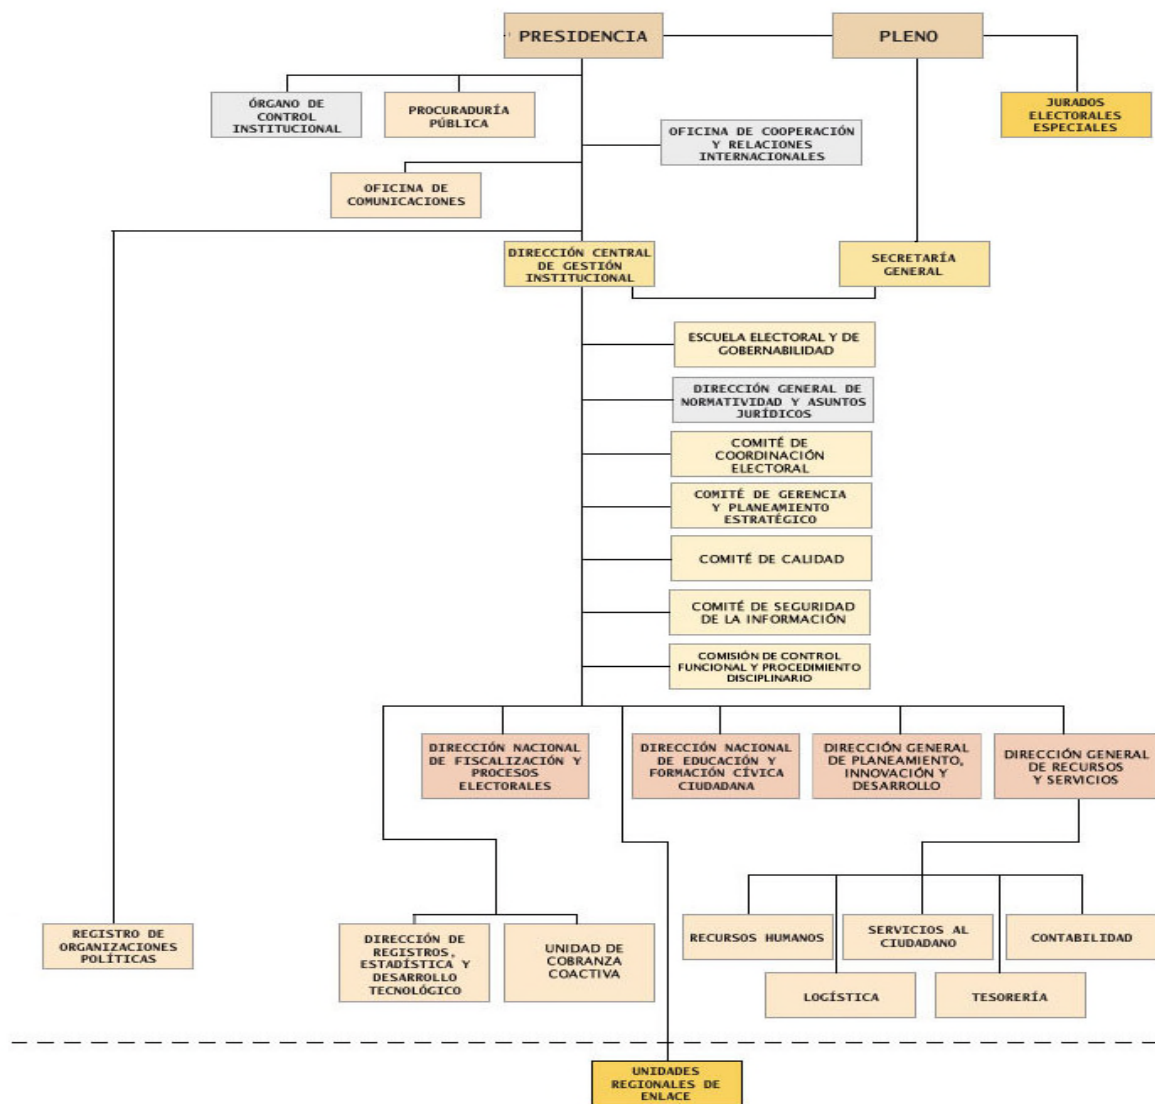 PRESIDENCIA
PLENO
ÓRGANO DE
CONTROL
INSTITUCIONAL
PROCURADURÍA
PÚBLICA
JURADOS
ELECTORALES
ESPECIALES
OFICINA DE COOPERACIÓN
Y RELACIONES
INTERNACIONALES
OFICINA DE
COMUNICACIONES
DIRECCIÓN CENTRAL
DE GESTIÓN
INSTITUCIONAL
SECRETARÍA
GENERAL
ESCUELA ELECTORAL Y DE
GOBERNABILIDAD
DIRECCIÓN GENERAL DE
NORMATIVIDAD Y ASUNTOS
JURÍDICOS
COMITÉ DE
COORDINACIÓN
ELECTORAL
COMITÉ DE GERENCIA
Y PLANEAMIENTO
ESTRATÉGICO
COMITÉ DE CALIDAD
COMITÉ DE SEGURIDAD
DE LA INFORMACIÓN
COMISIÓN DE CONTROL
FUNCIONAL Y PROCEDIMIENTO
DISCIPLINARIO
DIRECCIÓN NACIONAL
DE FISCALIZACIÓN Y
PROCESOS
ELECTORALES
DIRECCIÓN NACIONAL
DE EDUCACIÓN Y
FORMACIÓN CÍVICA
CIUDADANA
DIRECCIÓN GENERAL
DE PLANEAMIENTO,
INNOVACIÓN Y
DESARROLLO
DIRECCIÓN GENERAL
DE RECURSOS
Y SERVICIOS
REGISTRO DE
ORGANIZACIONES
POLÍTICAS
DIRECCIÓN DE
REGISTROS,
ESTADÍSTICA Y
DESARROLLO
TECNOLÓGICO
UNIDAD DE
COBRANZA
COACTIVA
RECURSOS HUMANOS
SERVICIOS AL
CIUDADANO
CONTABILIDAD
LOGÍSTICA
TESORERÍA
UNIDADES
REGIONALES DE
ENLACE